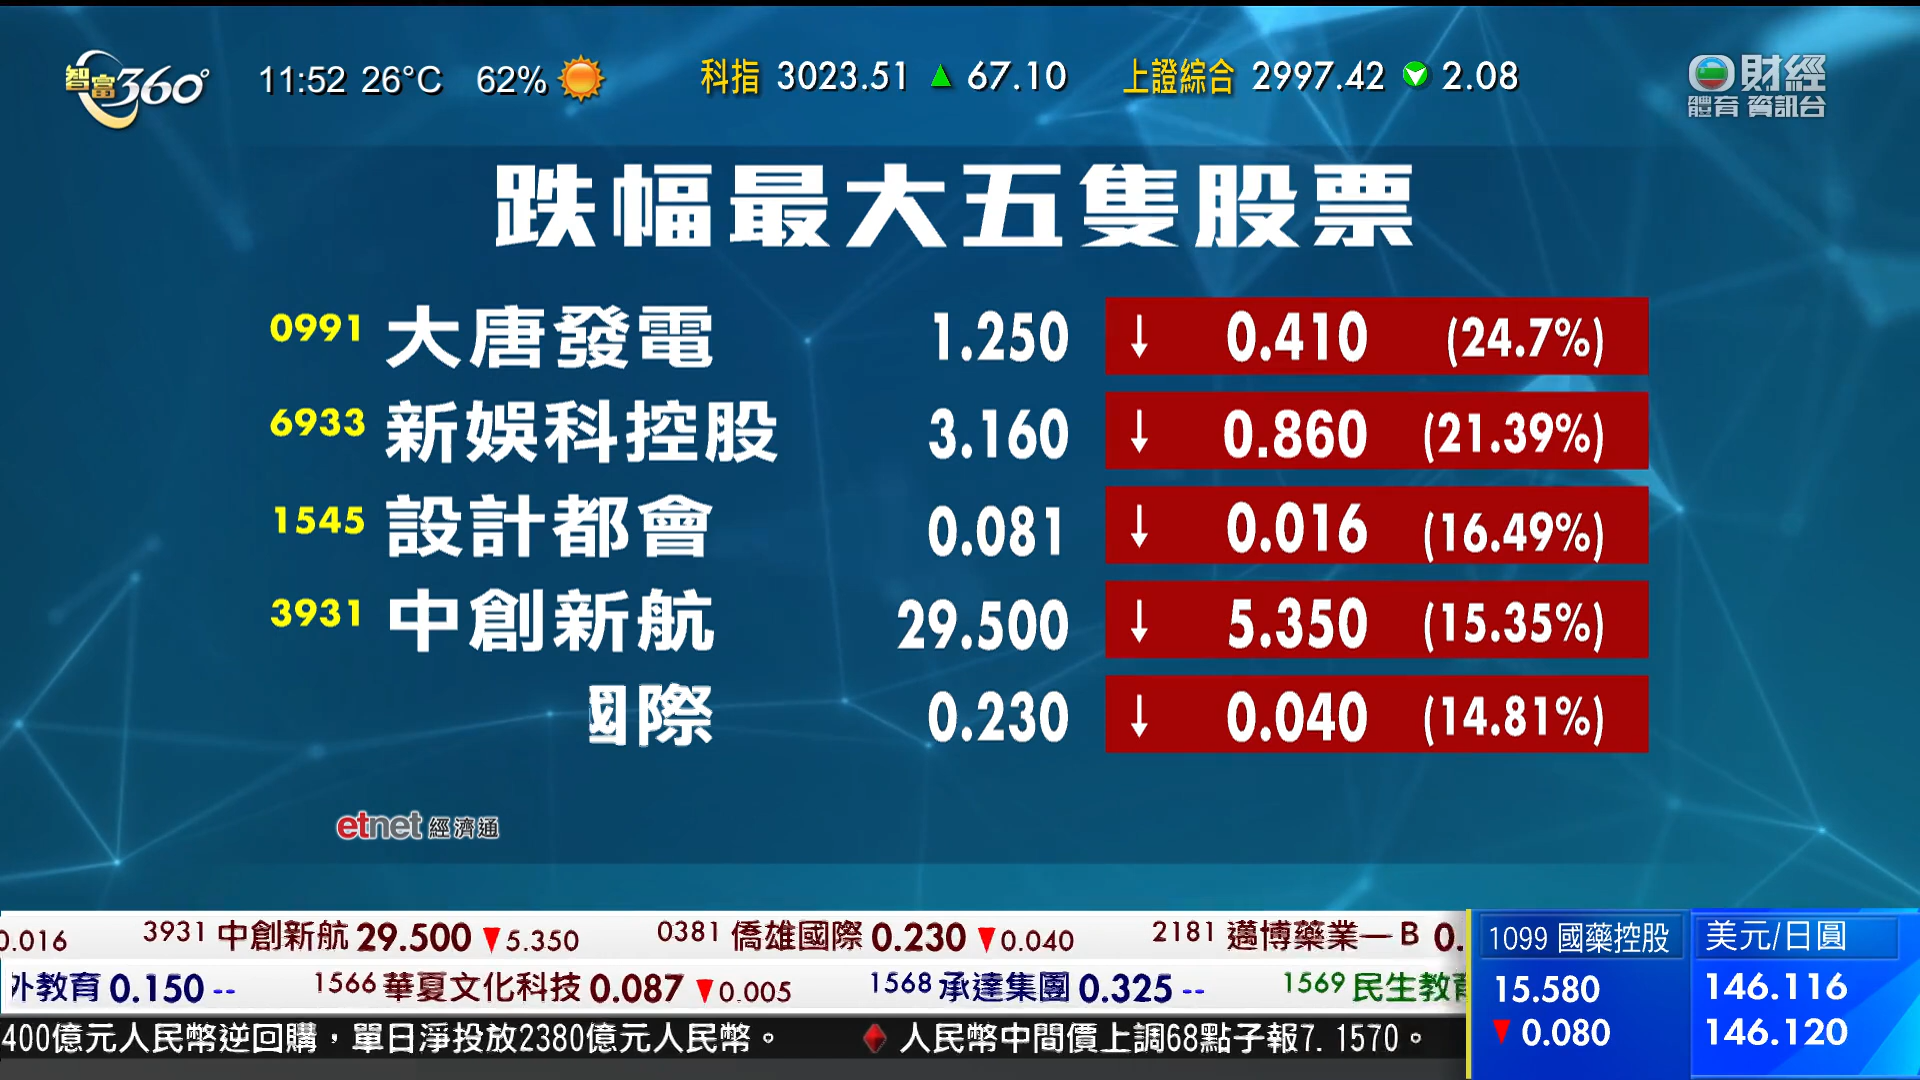 智富360°
11:52 26°C 62%
科指 3023.51 ▲ 67.10 上證綜合 2997.42 ▼ 2.08
財經
體育 資訊台
跌幅最大五隻股票
0991 大唐發電 1.250 ↓ 0.410 (24.7%)
6933 新娛科控股 3.160 ↓ 0.860 (21.39%)
1545 設計都會 0.081 ↓ 0.016 (16.49%)
3931 中創新航 29.500 ↓ 5.350 (15.35%)
國際 0.230 ↓ 0.040 (14.81%)
etnet 經濟通
0.016 3931 中創新航 29.500 ▼5.350 0381 僑雄國際 0.230 ▼0.040 2181 邁博藥業—B 0.
外教育 0.150 -- 1566 華夏文化科技 0.087 ▼0.005 1568 承達集團 0.325 -- 1569 民生教育
400億元人民幣逆回購，單日淨投放2380億元人民幣。 ♦ 人民幣中間價上調68點子報7.1570。
1099 國藥控股
15.580
▼ 0.080
美元/日圓
146.116
146.120